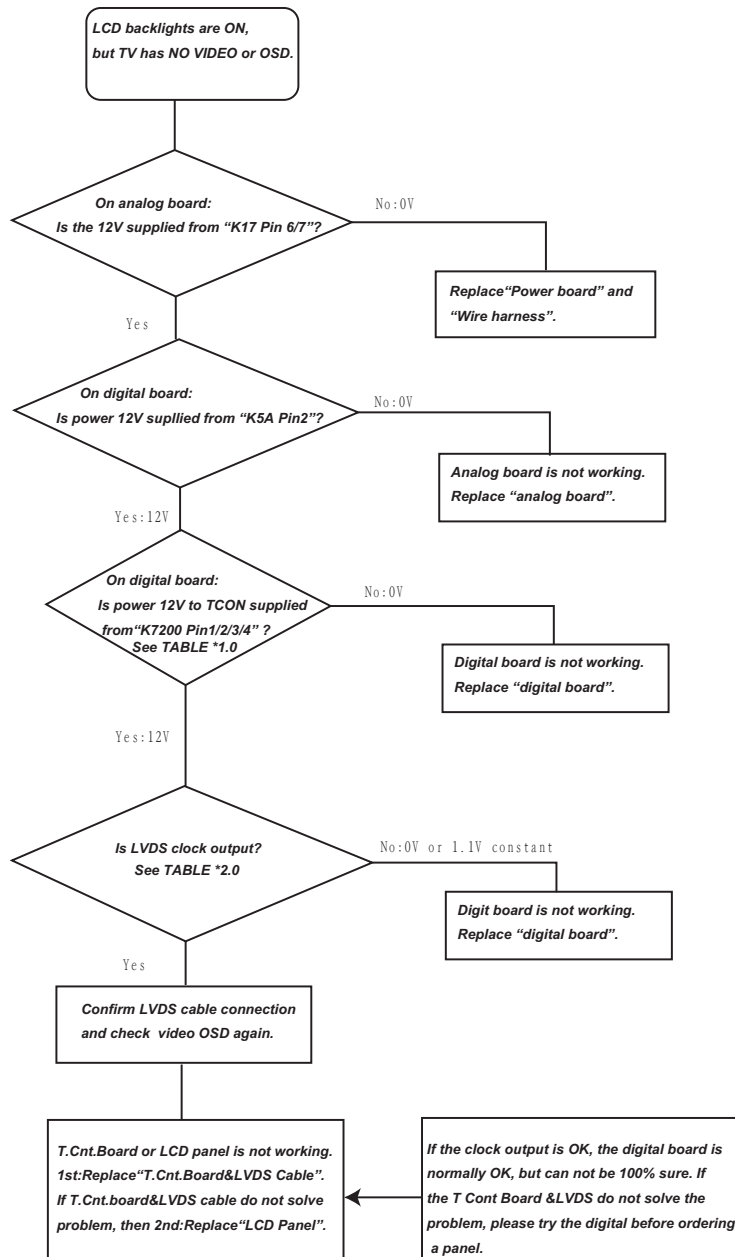 LCD backlights are ON,
but TV has NO VIDEO or OSD.
On analog board:
Is the 12V supplied from “K17 Pin 6/7”?
No:0V
Replace“Power board” and
“Wire harness”.
Yes
On digital board:
Is power 12V supllied from “K5A Pin2”?
No:0V
Analog board is not working.
Replace “analog board”.
Yes:12V
On digital board:
Is power 12V to TCON supplied
from“K7200 Pin1/2/3/4” ?
See TABLE *1.0
No:0V
Digital board is not working.
Replace “digital board”.
Yes:12V
Is LVDS clock output?
See TABLE *2.0
No:0V or 1.1V constant
Digit board is not working.
Replace “digital board”.
Yes
Confirm LVDS cable connection
and check video OSD again.
T.Cnt.Board or LCD panel is not working.
1st:Replace“T.Cnt.Board&LVDS Cable”.
If T.Cnt.board&LVDS cable do not solve
problem, then 2nd:Replace“LCD Panel”.
If the clock output is OK, the digital board is
normally OK, but can not be 100% sure. If
the T Cont Board &LVDS do not solve the
problem, please try the digital before ordering
a panel.